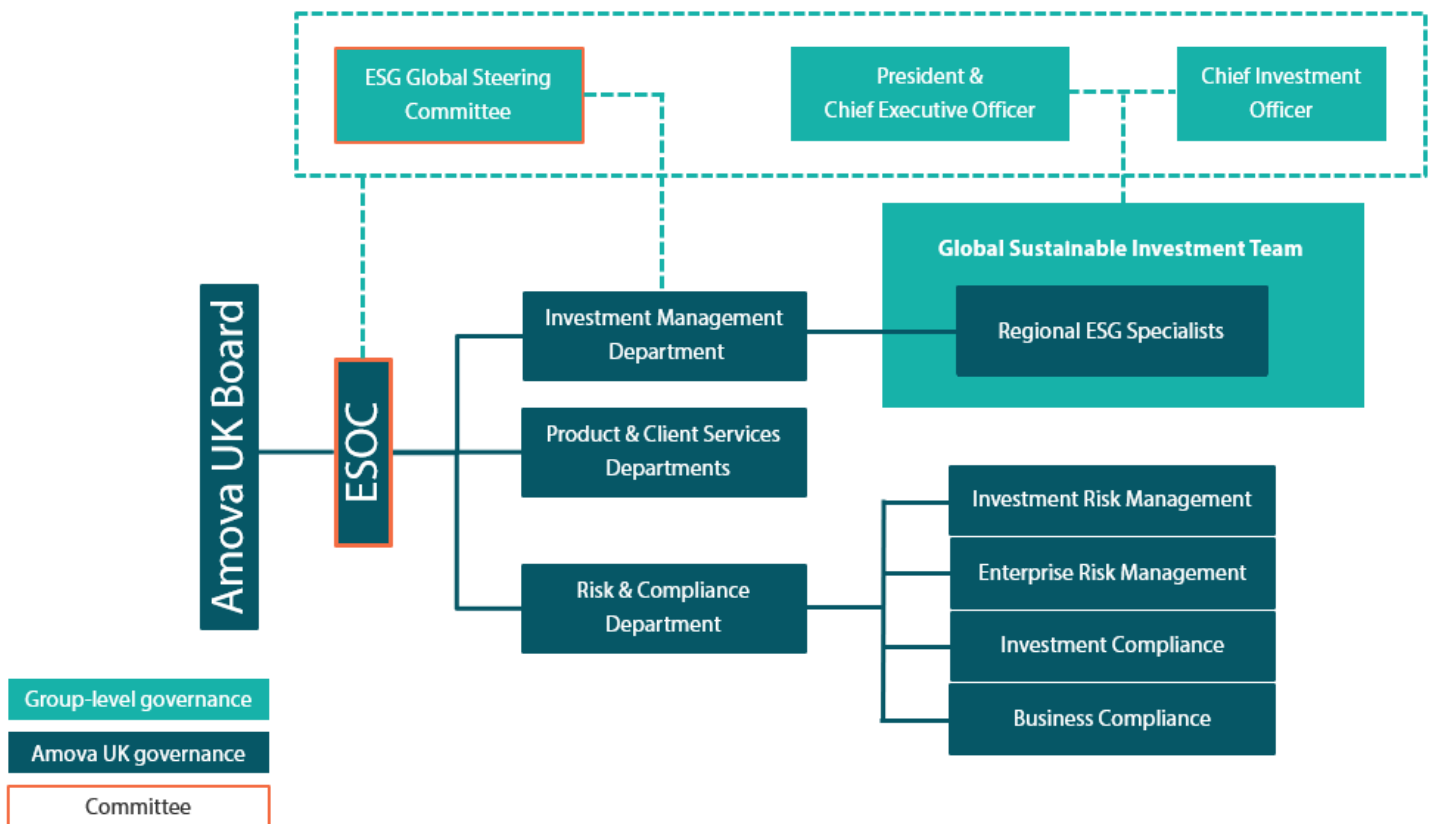 ESG Global Steering
Committee
President &
Chief Executive Officer
Chief Investment
Officer
Global Sustainable Investment Team
Regional ESG Specialists
Amova UK Board
ESOC
Investment Management
Department
Product & Client Services
Departments
Risk & Compliance
Department
Investment Risk Management
Enterprise Risk Management
Investment Compliance
Business Compliance
Group-level governance
Amova UK governance
Committee